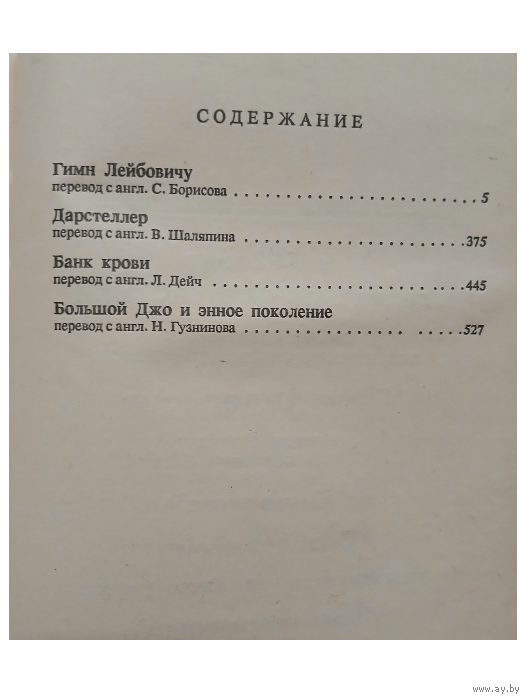 СОДЕРЖАНИЕ
Гимн Лейбовичу
перевод с англ. С. Борисова . . . . . . . . . . . . . . . . . . . . . . . . . 5
Дарстеллер
перевод с англ. В. Шаляпина . . . . . . . . . . . . . . . . . . . . . . .375
Банк крови
перевод с англ. Л. Дейч . . . . . . . . . . . . . . . . . . . . . . . . . .445
Большой Джо и энное поколение
перевод с англ. Н. Гузнинова . . . . . . . . . . . . . . . . . . . . . .527
www.ay.by